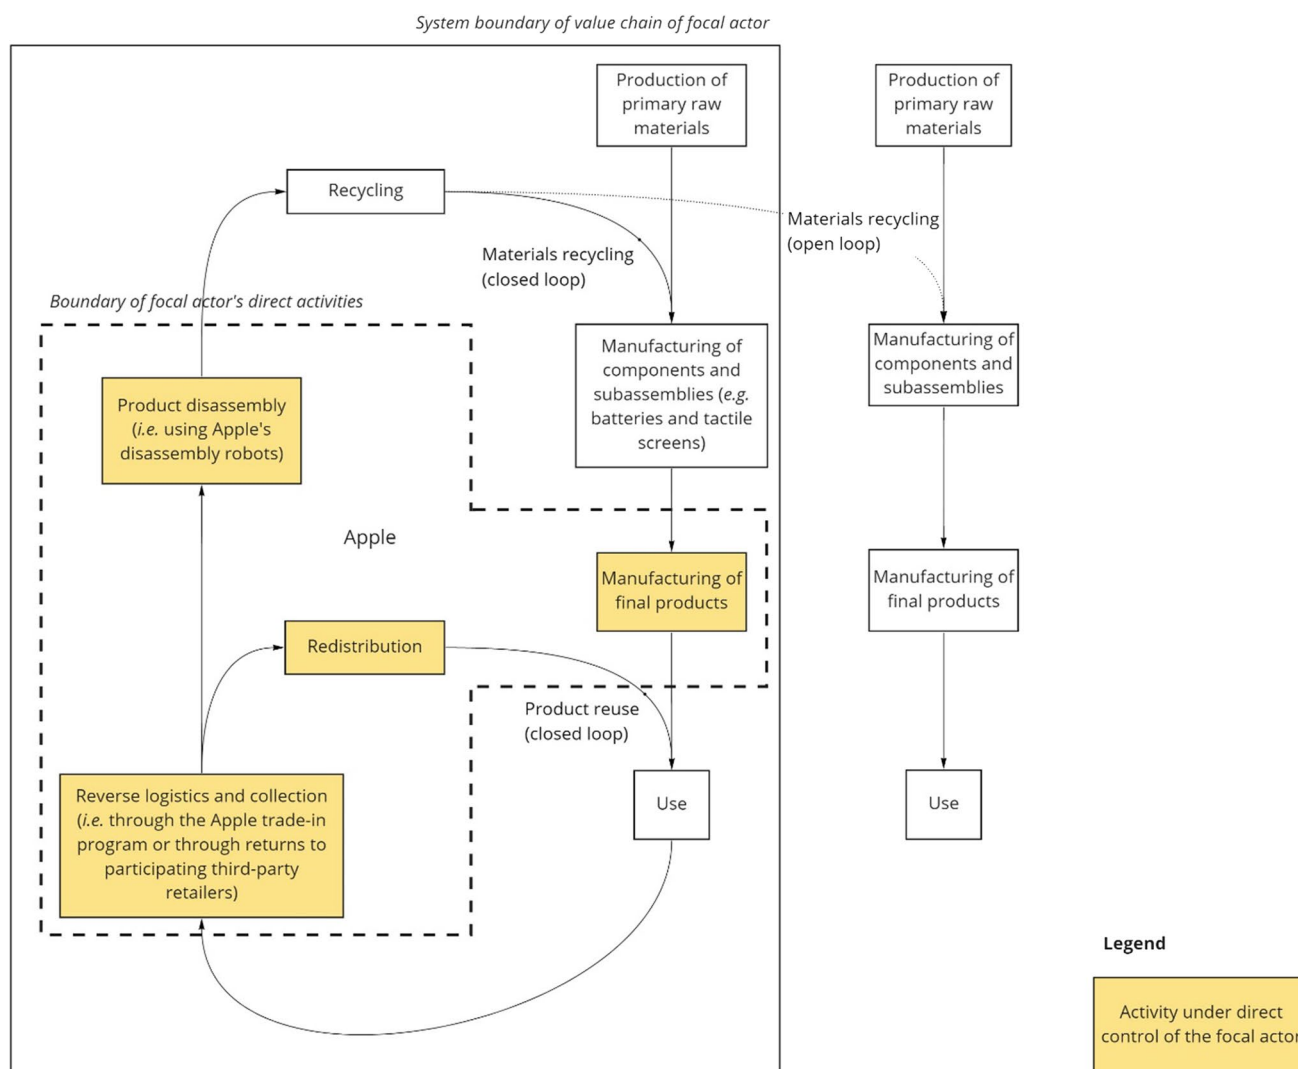 System boundary of value chain of focal actor
Production of
primary raw
materials
Production of
primary raw
materials
Recycling
Materials recycling
(closed loop)
Materials recycling
(open loop)
Boundary of focal actor's direct activities
Manufacturing of
components and
subassemblies (e.g.
batteries and tactile
screens)
Manufacturing of
components and
subassemblies
Product disassembly
(i.e. using Apple's
disassembly robots)
Apple
Manufacturing of
final products
Manufacturing of
final products
Redistribution
Product reuse
(closed loop)
Reverse logistics and collection
(i.e. through the Apple trade-in
program or through returns to
participating third-party
retailers)
Use
Use
Legend
Activity under direct
control of the focal actor